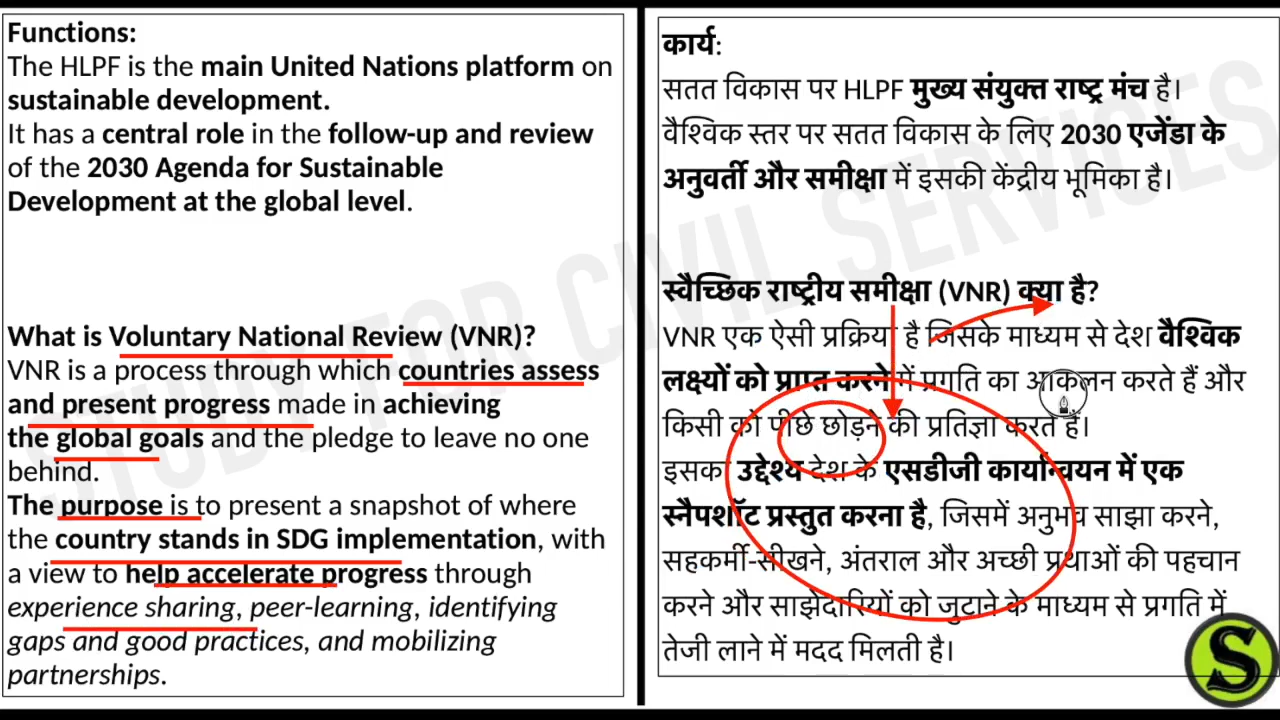 Functions:
The HLPF is the main United Nations platform on
sustainable development.
It has a central role in the follow-up and review
of the 2030 Agenda for Sustainable
Development at the global level.
What is Voluntary National Review (VNR)?
VNR is a process through which countries assess
and present progress made in achieving
the global goals and the pledge to leave no one
behind.
The purpose is to present a snapshot of where
the country stands in SDG implementation, with
a view to help accelerate progress through
experience sharing, peer-learning, identifying
gaps and good practices, and mobilizing
partnerships.
कार्य:
सतत विकास पर HLPF मुख्य संयुक्त राष्ट्र मंच है।
वैश्विक स्तर पर सतत विकास के लिए 2030 एजेंडा के
अनुवर्ती और समीक्षा में इसकी केंद्रीय भूमिका है।
स्वैच्छिक राष्ट्रीय समीक्षा (VNR) क्या है?
VNR एक ऐसी प्रक्रिया है जिसके माध्यम से देश वैश्विक
लक्ष्यों को प्राप्त करने में प्रगति का आकलन करते हैं और
किसी को पीछे छोड़ने की प्रतिज्ञा करते हैं।
इसका उद्देश्य देश के एसडीजी कार्यान्वयन में एक
स्नैपशॉट प्रस्तुत करना है, जिसमें अनुभव साझा करने,
सहकर्मी-सीखने, अंतराल और अच्छी प्रथाओं की पहचान
करने और साझेदारियों को जुटाने के माध्यम से प्रगति में
तेजी लाने में मदद मिलती है।
STUDY FOR CIVIL SERVICES
S